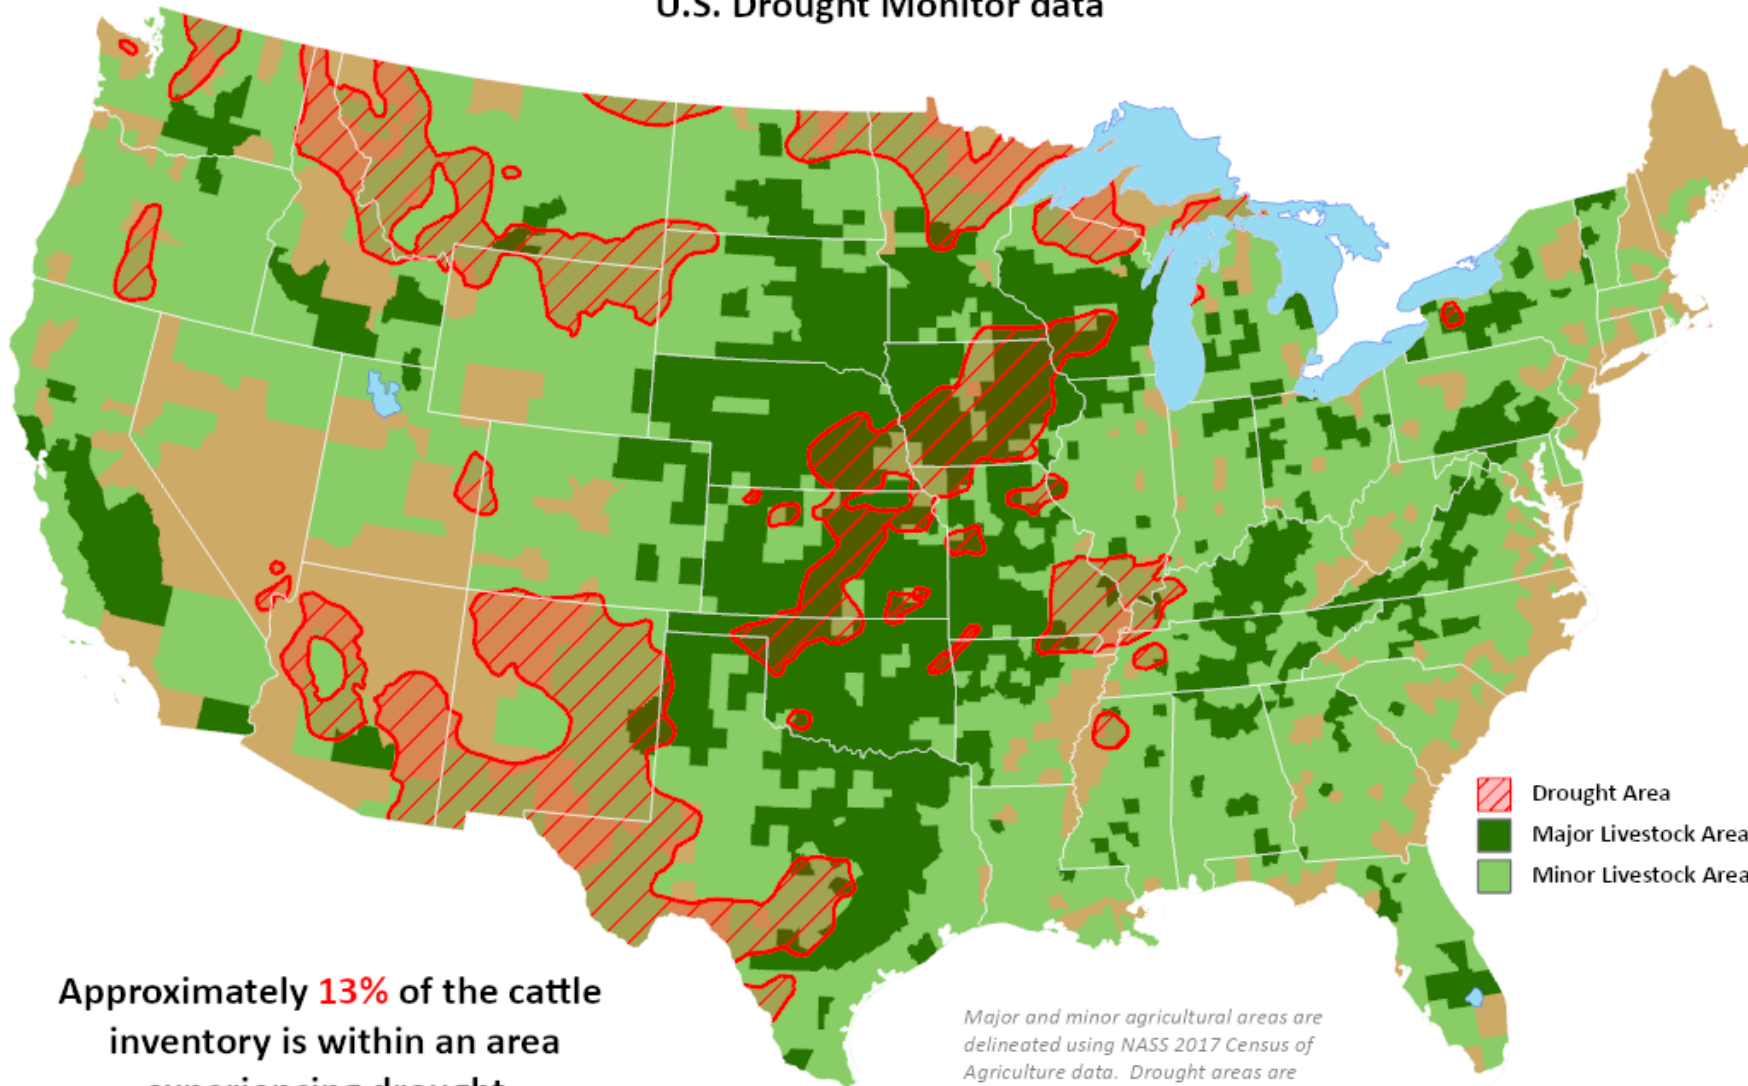 U.S. Drought Monitor data
Drought Area
Major Livestock Area
Minor Livestock Area
Approximately 13% of the cattle
inventory is within an area
experiencing drought.
Major and minor agricultural areas are
delineated using NASS 2017 Census of
Agriculture data. Drought areas are